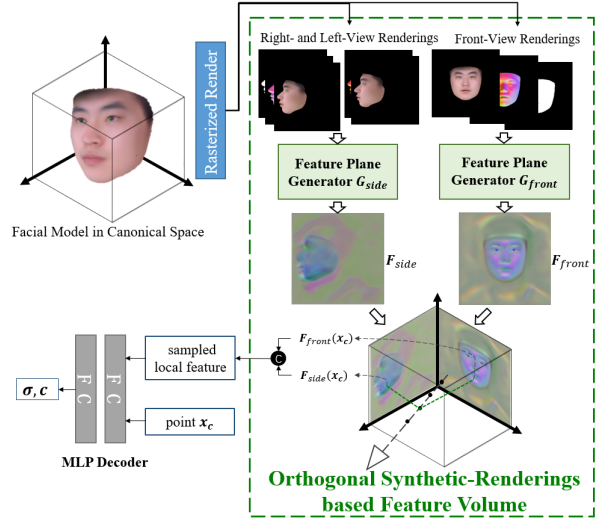 Right- and Left-View Renderings
Front-View Renderings
Rasterized Render
Facial Model in Canonical Space
Feature Plane
Generator G_side
Feature Plane
Generator G_front
F_side
F_front
F_front(x_c)
F_side(x_c)
C
sampled
local feature
point x_c
FC
FC
σ, c
MLP Decoder
Orthogonal Synthetic-Renderings
based Feature Volume